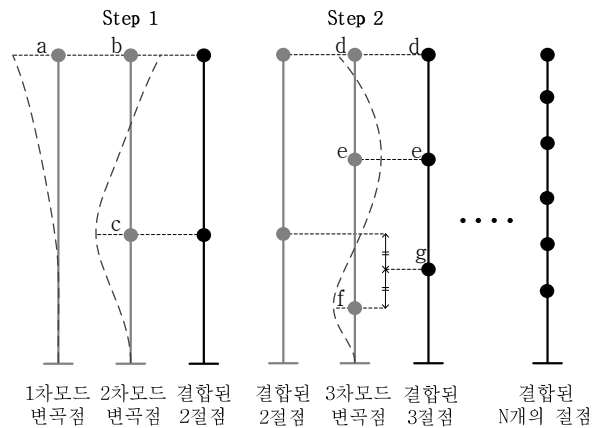 Step 1
Step 2
a
b
d
d
e
e
c
g
f
1차모드
변곡점
2차모드
변곡점
결합된
2절점
결합된
2절점
3차모드
변곡점
결합된
3절점
결합된
N개의 절점